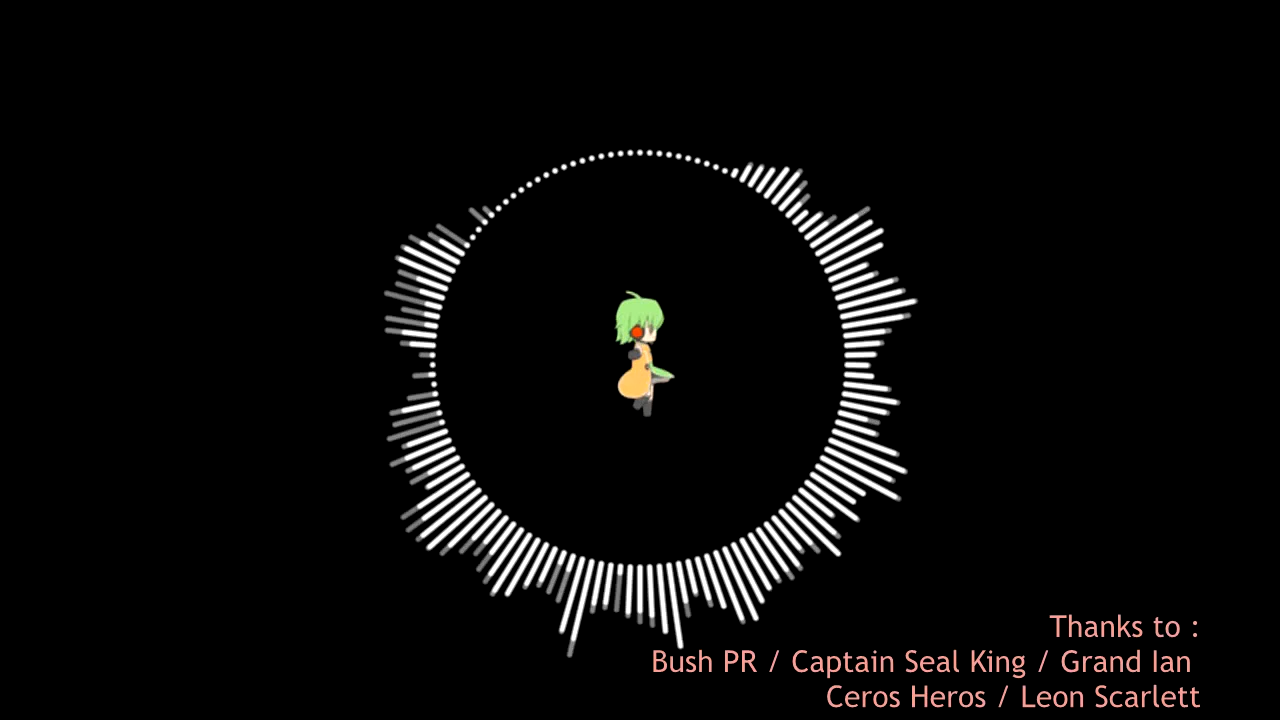 Thanks to :
Bush PR / Captain Seal King / Grand Ian
Ceros Heros / Leon Scarlett